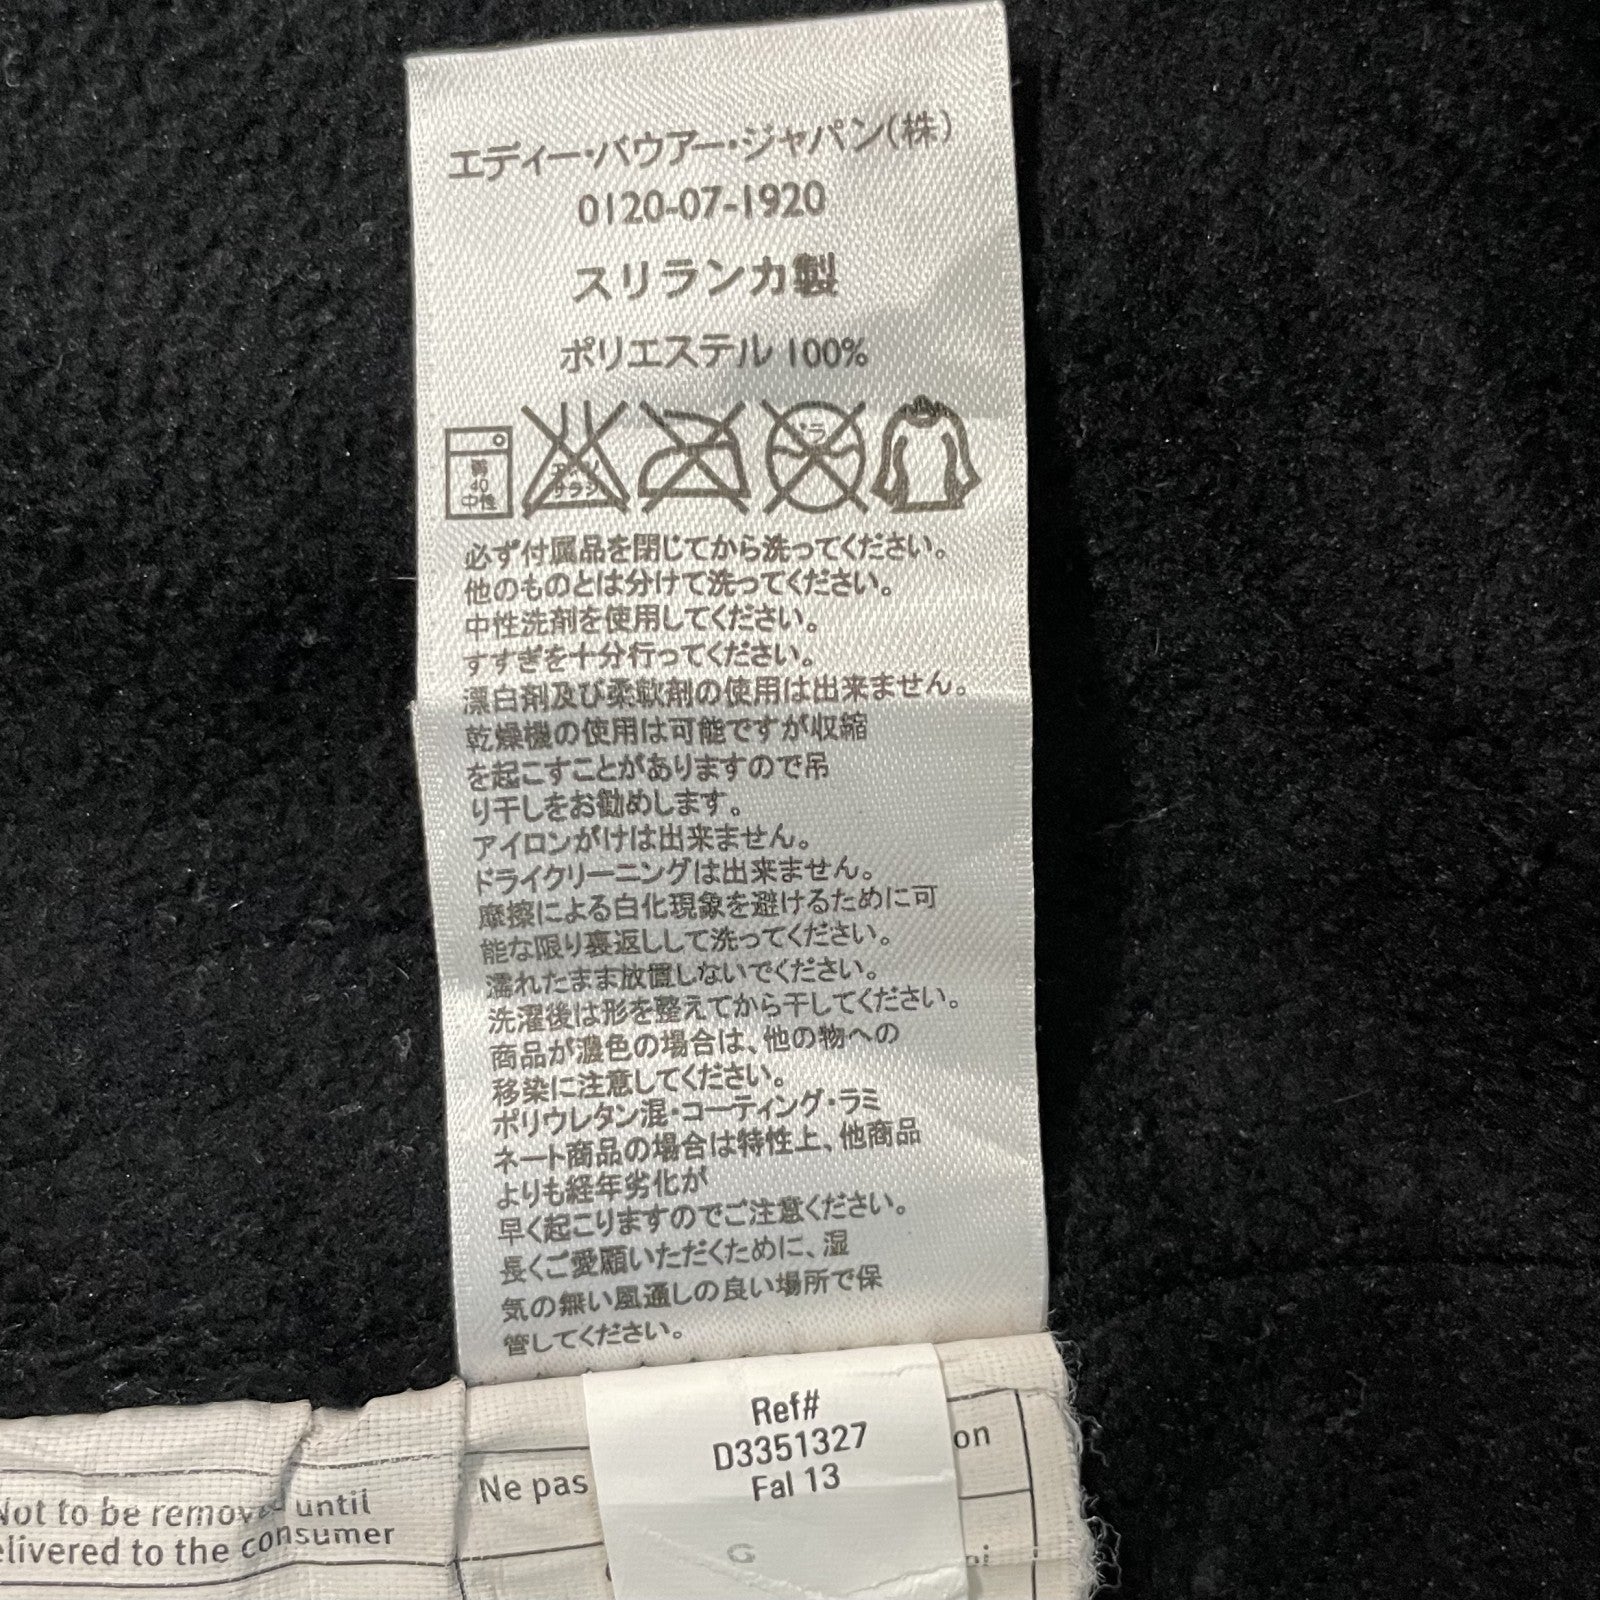 エディー・バウアー・ジャパン(株)
0120-07-1920
スリランカ製
ポリエステル 100%
弱
40
中性
エンソ
サラシ
ドラ
必ず付属品を閉じてから洗ってください。
他のものとは分けて洗ってください。
中性洗剤を使用してください。
すすぎを十分行ってください。
漂白剤及び柔軟剤の使用は出来ません。
乾燥機の使用は可能ですが収縮
を起こすことがありますので吊
り干しをお勧めします。
アイロンがけは出来ません。
ドライクリーニングは出来ません。
摩擦による白化現象を避けるために可
能な限り裏返しして洗ってください。
濡れたまま放置しないでください。
洗濯後は形を整えてから干してください。
商品が濃色の場合は、他の物への
移染に注意してください。
ポリウレタン混・コーティング・ラミ
ネート商品の場合は特性上、他商品
よりも経年劣化が
早く起こりますのでご注意ください。
長くご愛顧いただくために、湿
気の無い風通しの良い場所で保
管してください。
Ref#
D3351327
Fal 13
G
Not to be removed until
delivered to the consumer
Ne pas
on